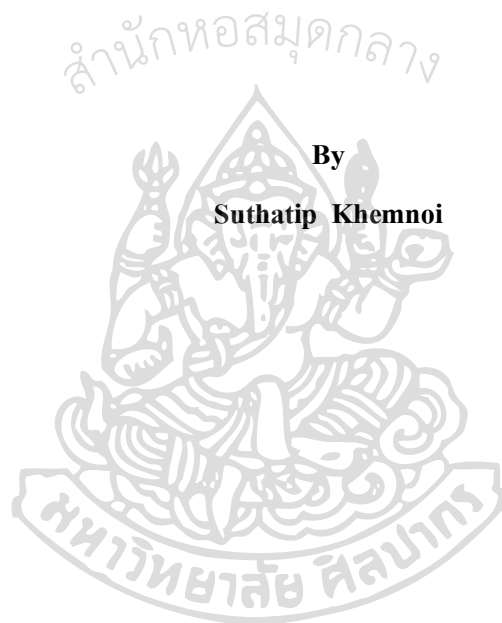 สำนักหอสมุดกลาง
By
Suthatip Khemnoi
มหาวิทยาลัย ศิลปากร